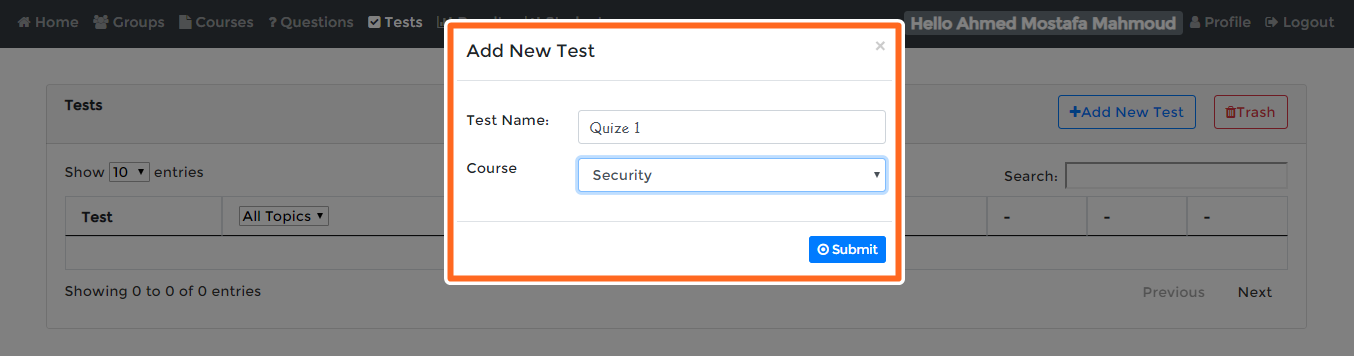 Home Groups Courses ? Questions Tests Hello Ahmed Mostafa Mahmoud Profile Logout
Add New Test ×
Tests
+Add New Test Trash
Test Name: Quize 1
Course Security
Show 10 entries
Search:
Test All Topics - - -
Submit
Showing 0 to 0 of 0 entries
Previous Next